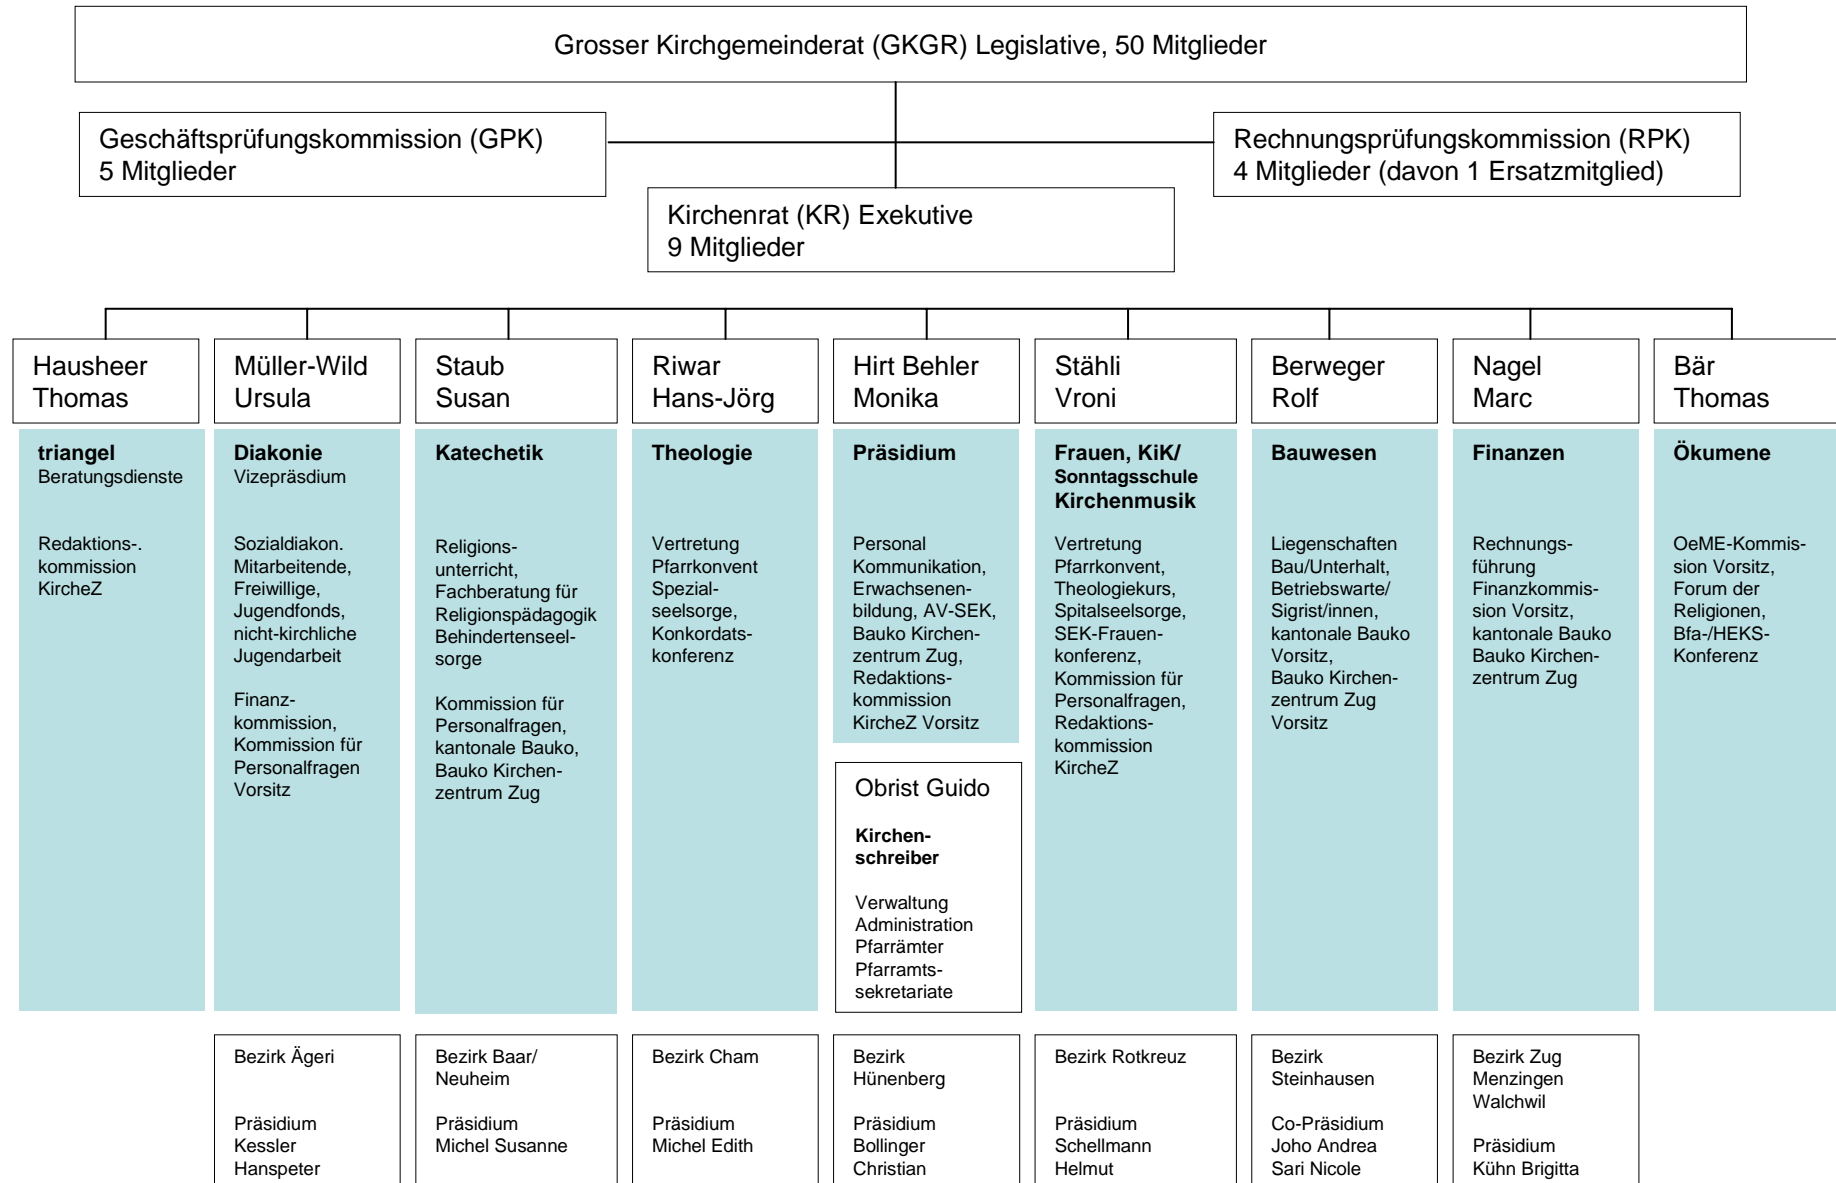 Grosser Kirchgemeinderat (GKGR) Legislative, 50 Mitglieder
Geschäftsprüfungskommission (GPK)
5 Mitglieder
Rechnungsprüfungskommission (RPK)
4 Mitglieder (davon 1 Ersatzmitglied)
Kirchenrat (KR) Exekutive
9 Mitglieder
Hausheer
Thomas
triangel
Beratungsdienste
Redaktions-.
kommission
KircheZ
Müller-Wild
Ursula
Diakonie
Vizepräsdium
Sozialdiakon.
Mitarbeitende,
Freiwillige,
Jugendfonds,
nicht-kirchliche
Jugendarbeit
Finanz-
kommission,
Kommission für
Personalfragen
Vorsitz
Staub
Susan
Katechetik
Religions-
unterricht,
Fachberatung für
Religionspädagogik
Behindertenseel-
sorge
Kommission für
Personalfragen,
kantonale Bauko,
Bauko Kirchen-
zentrum Zug
Riwar
Hans-Jörg
Theologie
Vertretung
Pfarrkonvent
Spezial-
seelsorge,
Konkordats-
konferenz
Hirt Behler
Monika
Präsidium
Personal
Kommunikation,
Erwachsenen-
bildung, AV-SEK,
Bauko Kirchen-
zentrum Zug,
Redaktions-
kommission
KircheZ Vorsitz
Obrist Guido
Kirchen-
schreiber
Verwaltung
Administration
Pfarrämter
Pfarramts-
sekretariate
Stähli
Vroni
Frauen, KiK/
Sonntagsschule
Kirchenmusik
Vertretung
Pfarrkonvent,
Theologiekurs,
Spitalseelsorge,
SEK-Frauen-
konferenz,
Kommission für
Personalfragen,
Redaktions-
kommission
KircheZ
Berweger
Rolf
Bauwesen
Liegenschaften
Bau/Unterhalt,
Betriebswarte/
Sigrist/innen,
kantonale Bauko
Vorsitz,
Bauko Kirchen-
zentrum Zug
Vorsitz
Nagel
Marc
Finanzen
Rechnungs-
führung
Finanzkommis-
sion Vorsitz,
kantonale Bauko
Bauko Kirchen-
zentrum Zug
Bär
Thomas
Ökumene
OeME-Kommis-
sion Vorsitz,
Forum der
Religionen,
Bfa-/HEKS-
Konferenz
Bezirk Ägeri
Präsidium
Kessler
Hanspeter
Bezirk Baar/
Neuheim
Präsidium
Michel Susanne
Bezirk Cham
Präsidium
Michel Edith
Bezirk
Hünenberg
Präsidium
Bollinger
Christian
Bezirk Rotkreuz
Präsidium
Schellmann
Helmut
Bezirk
Steinhausen
Co-Präsidium
Joho Andrea
Sari Nicole
Bezirk Zug
Menzingen
Walchwil
Präsidium
Kühn Brigitta